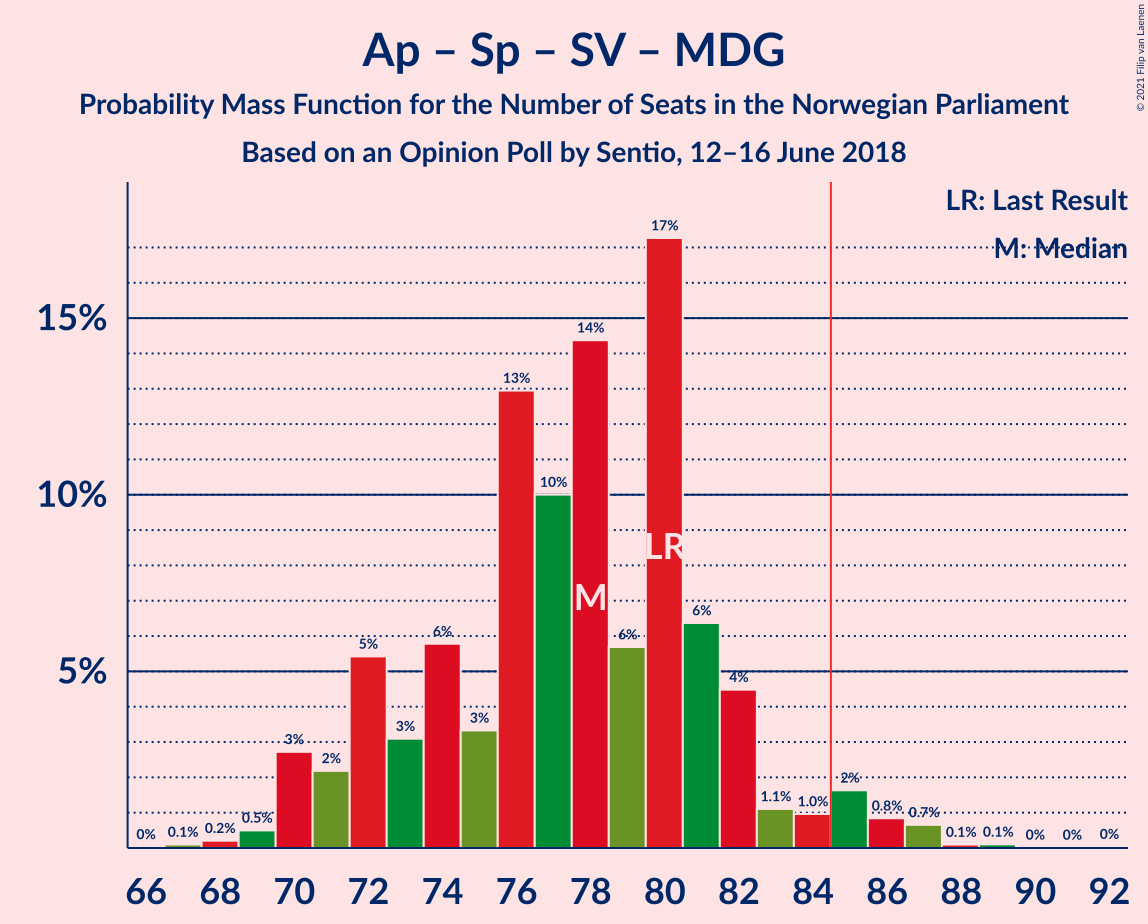 Ap – Sp – SV – MDG
Probability Mass Function for the Number of Seats in the Norwegian Parliament
Based on an Opinion Poll by Sentio, 12–16 June 2018
© 2021 Filip van Laenen
LR: Last Result
M: Median
15%
10%
5%
0% 0.1% 0.2% 0.5% 3% 2% 5% 3% 6% 3% 13% 10% 14% 6% 17% 6% 4% 1.1% 1.0% 2% 0.8% 0.7% 0.1% 0.1% 0% 0% 0%
LR
M
66 68 70 72 74 76 78 80 82 84 86 88 90 92